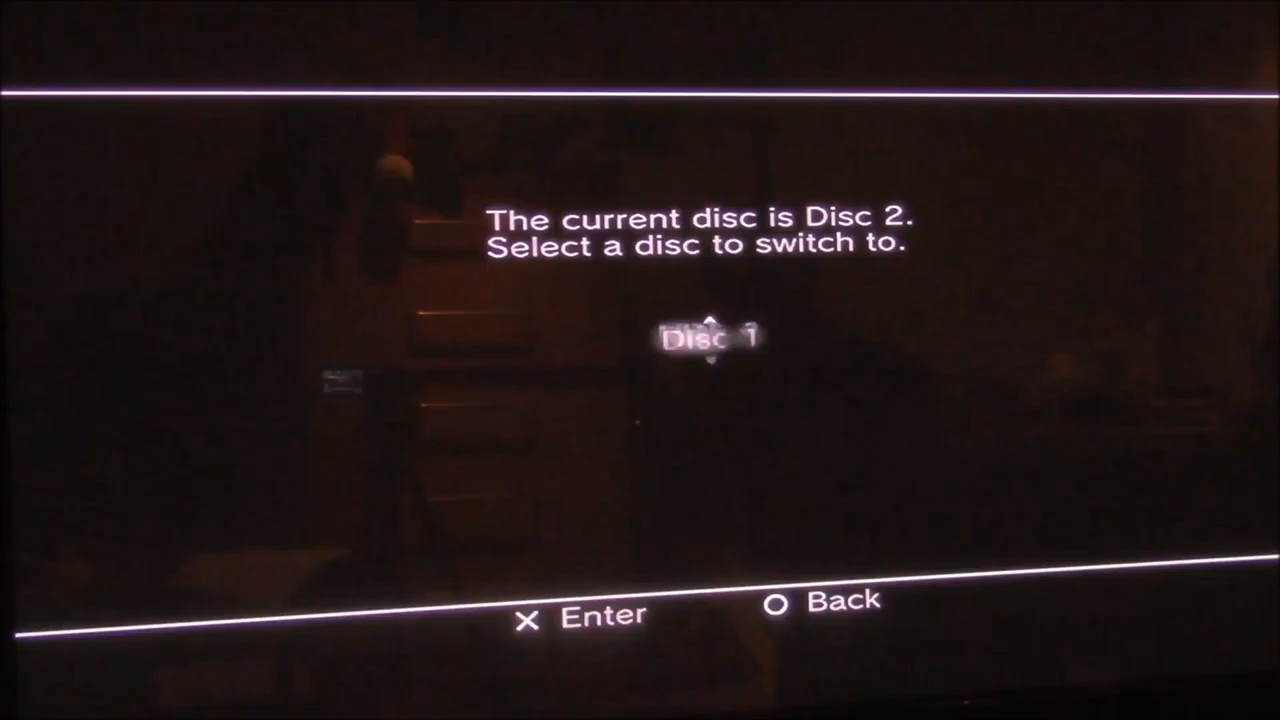 The current disc is Disc 2.
Select a disc to switch to.
Disc 1
Enter
Back